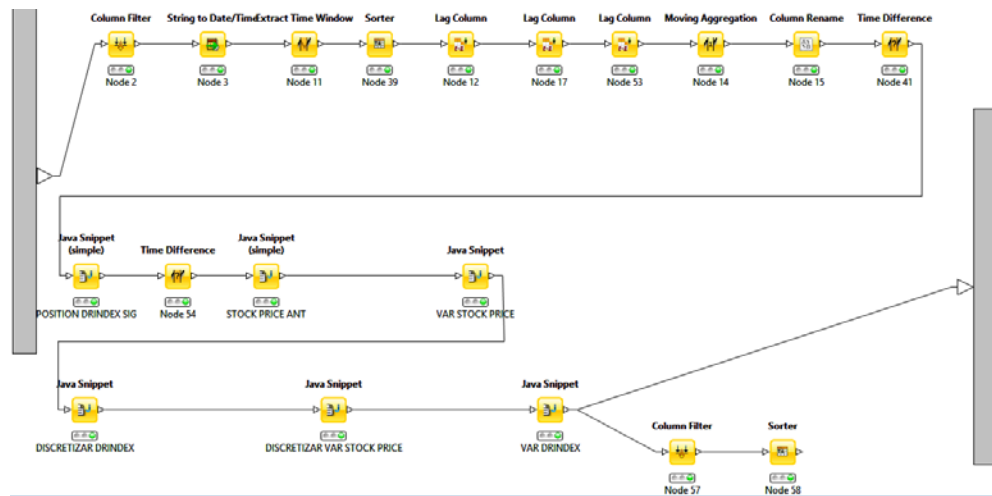 Column Filter String to Date/Time Extract Time Window Sorter Lag Column Lag Column Lag Column Moving Aggregation Column Rename Time Difference
Node 2 Node 3 Node 11 Node 39 Node 12 Node 17 Node 53 Node 14 Node 15 Node 41
Java Snippet
(simple)
Time Difference
Java Snippet
(simple)
Java Snippet
POSITION DRINDEX SIG Node 54 STOCK PRICE ANT VAR STOCK PRICE
Java Snippet Java Snippet Java Snippet
DISCRETIZAR DRINDEX DISCRETIZAR VAR STOCK PRICE VAR DRINDEX
Column Filter Sorter
Node 57 Node 58